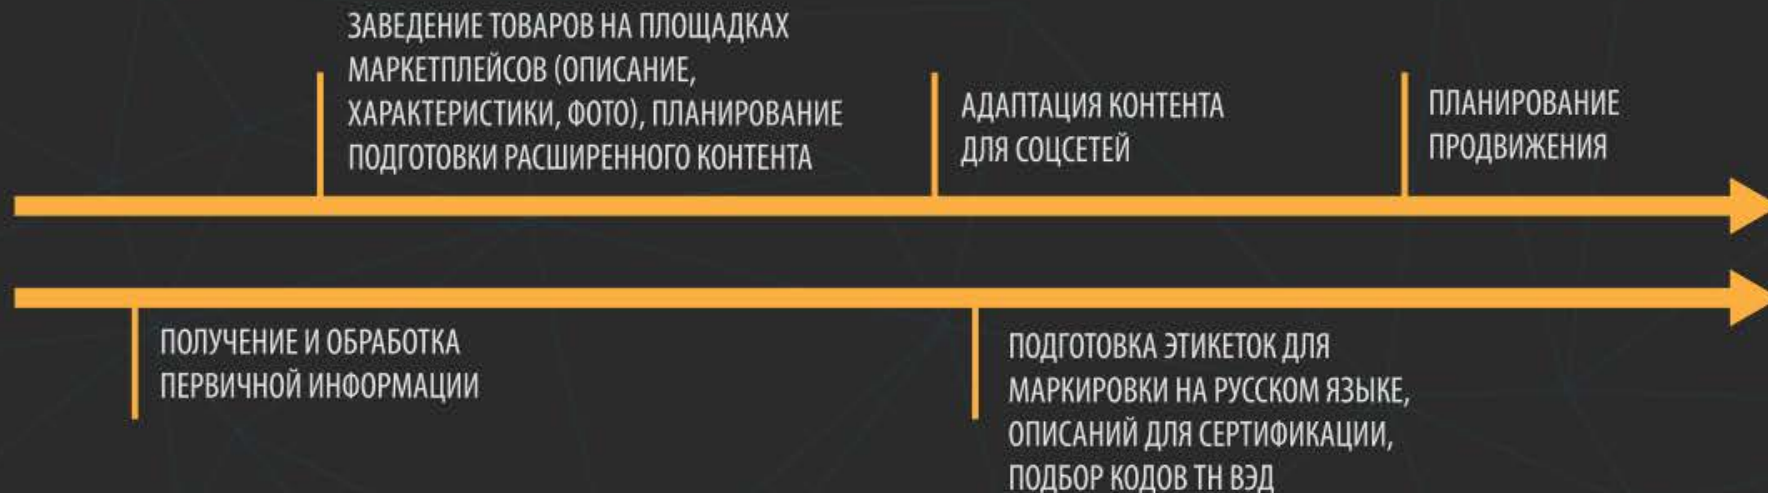 ЗАВЕДЕНИЕ ТОВАРОВ НА ПЛОЩАДКАХ
МАРКЕТПЛЕЙСОВ (ОПИСАНИЕ,
ХАРАКТЕРИСТИКИ, ФОТО), ПЛАНИРОВАНИЕ
ПОДГОТОВКИ РАСШИРЕННОГО КОНТЕНТА
АДАПТАЦИЯ КОНТЕНТА
ДЛЯ СОЦСЕТЕЙ
ПЛАНИРОВАНИЕ
ПРОДВИЖЕНИЯ
ПОЛУЧЕНИЕ И ОБРАБОТКА
ПЕРВИЧНОЙ ИНФОРМАЦИИ
ПОДГОТОВКА ЭТИКЕТОК ДЛЯ
МАРКИРОВКИ НА РУССКОМ ЯЗЫКЕ,
ОПИСАНИЙ ДЛЯ СЕРТИФИКАЦИИ,
ПОДБОР КОДОВ ТН ВЭД